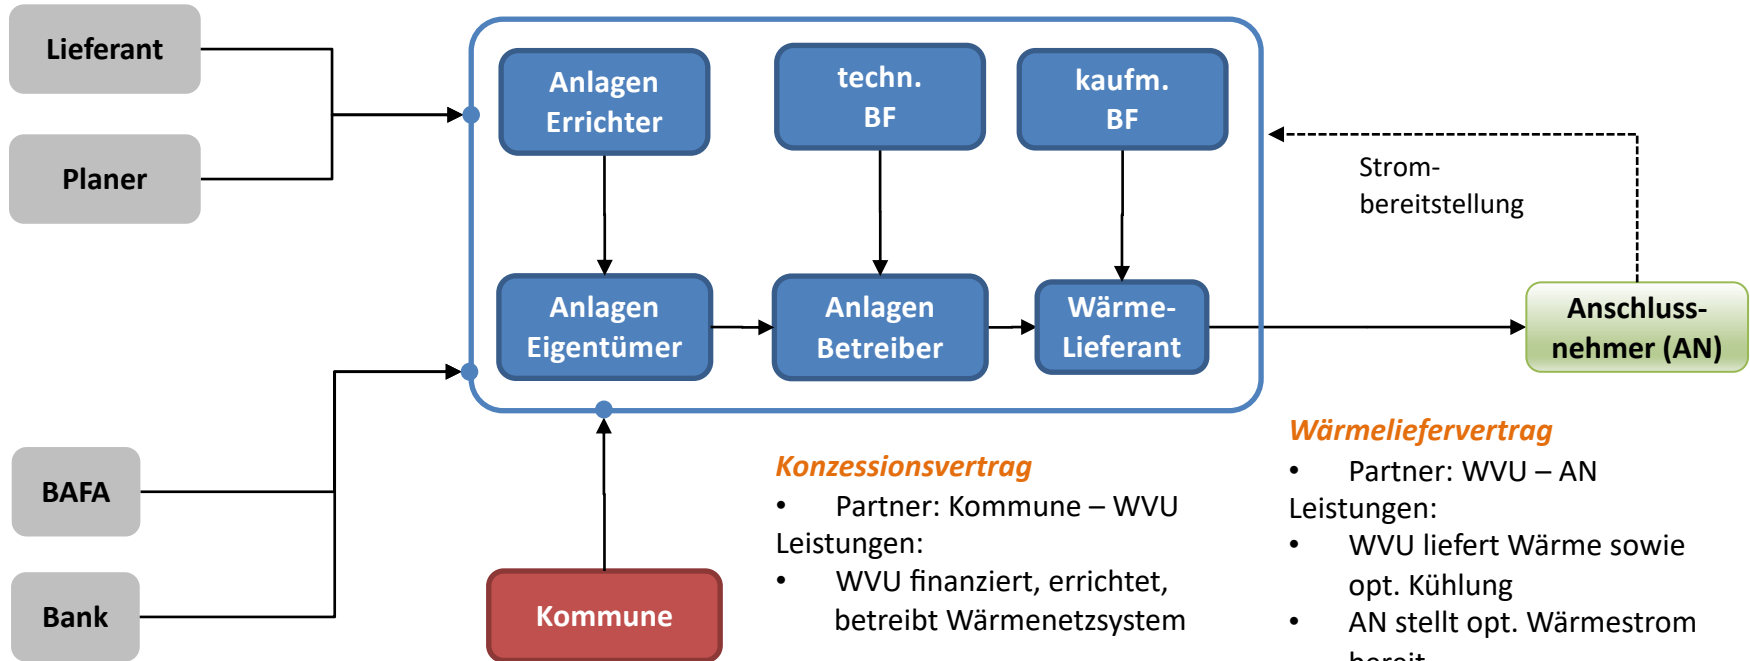 Lieferant
Planer
BAFA
Bank
Anlagen
Errichter
techn.
BF
kaufm.
BF
Anlagen
Eigentümer
Anlagen
Betreiber
Wärme-
Lieferant
Strom-
bereitstellung
Anschluss-
nehmer (AN)
Kommune
Konzessionsvertrag
• Partner: Kommune – WVU
Leistungen:
• WVU finanziert, errichtet,
betreibt Wärmenetzsystem
Wärmeliefervertrag
• Partner: WVU – AN
Leistungen:
• WVU liefert Wärme sowie
opt. Kühlung
• AN stellt opt. Wärmestrom
bereit